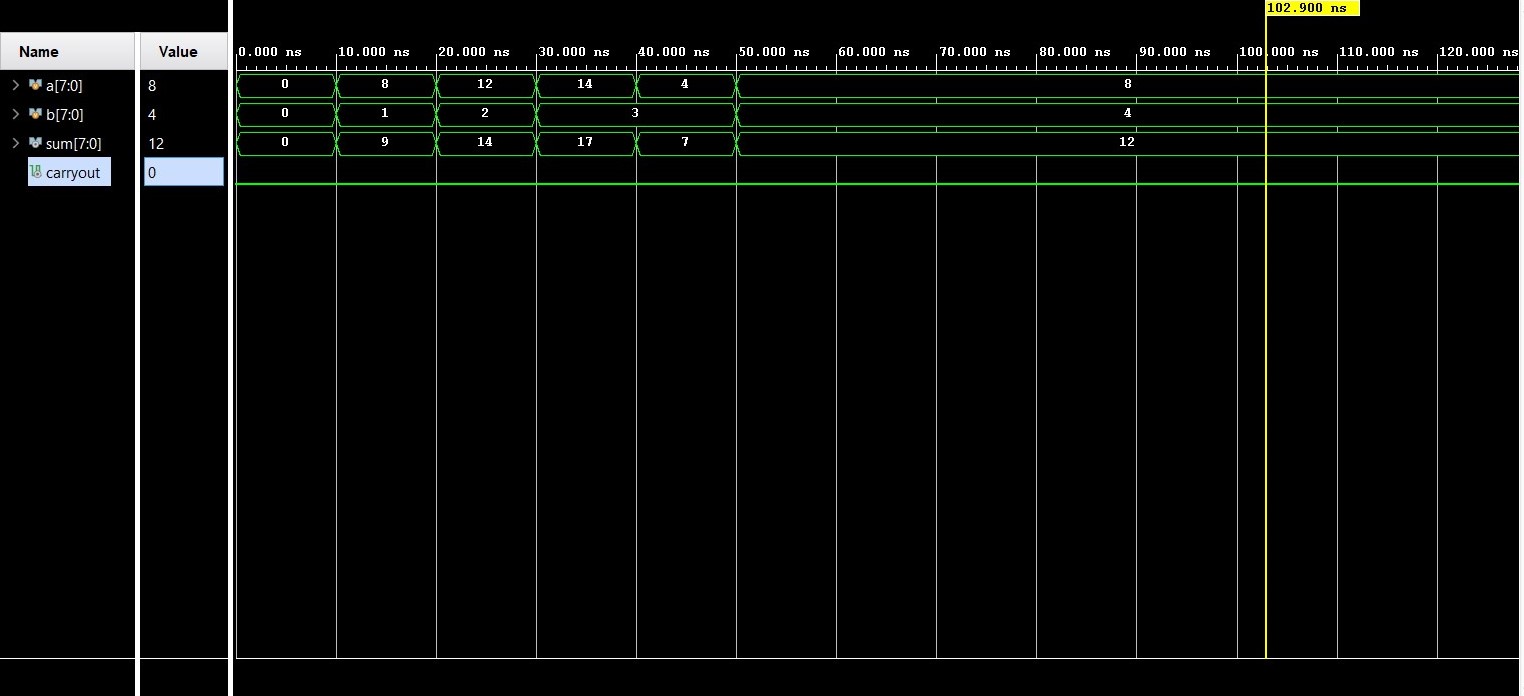 102.900 ns
Name Value 0.000 ns 10.000 ns 20.000 ns 30.000 ns 40.000 ns 50.000 ns 60.000 ns 70.000 ns 80.000 ns 90.000 ns 100.000 ns 110.000 ns 120.000 ns
a[7:0] 8 0 8 12 14 4 8
b[7:0] 4 0 1 2 3 4
sum[7:0] 12 0 9 14 17 7 12
carryout 0